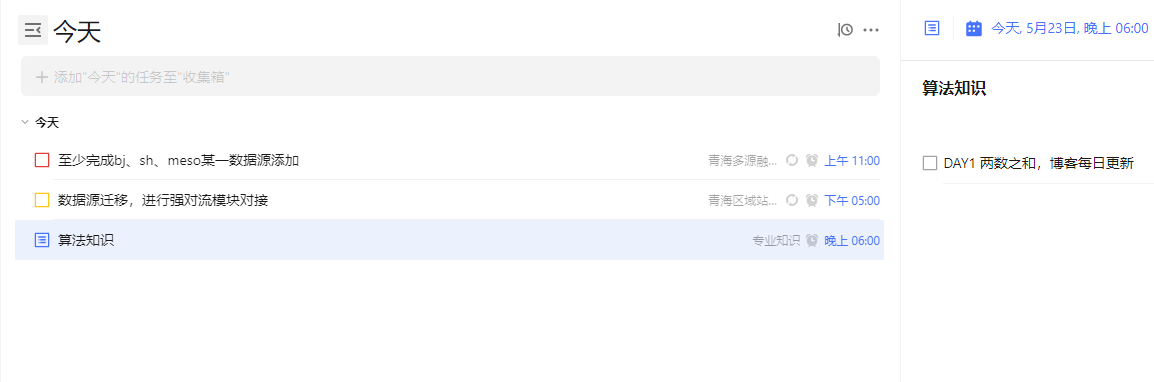 今天
添加"今天"的任务至"收集箱"
今天
至少完成bj、sh、meso某一数据源添加
青海多源融... 上午 11:00
数据源迁移，进行强对流模块对接
青海区域站... 下午 05:00
算法知识
专业知识 晚上 06:00
今天, 5月23日, 晚上 06:00
算法知识
DAY1 两数之和，博客每日更新